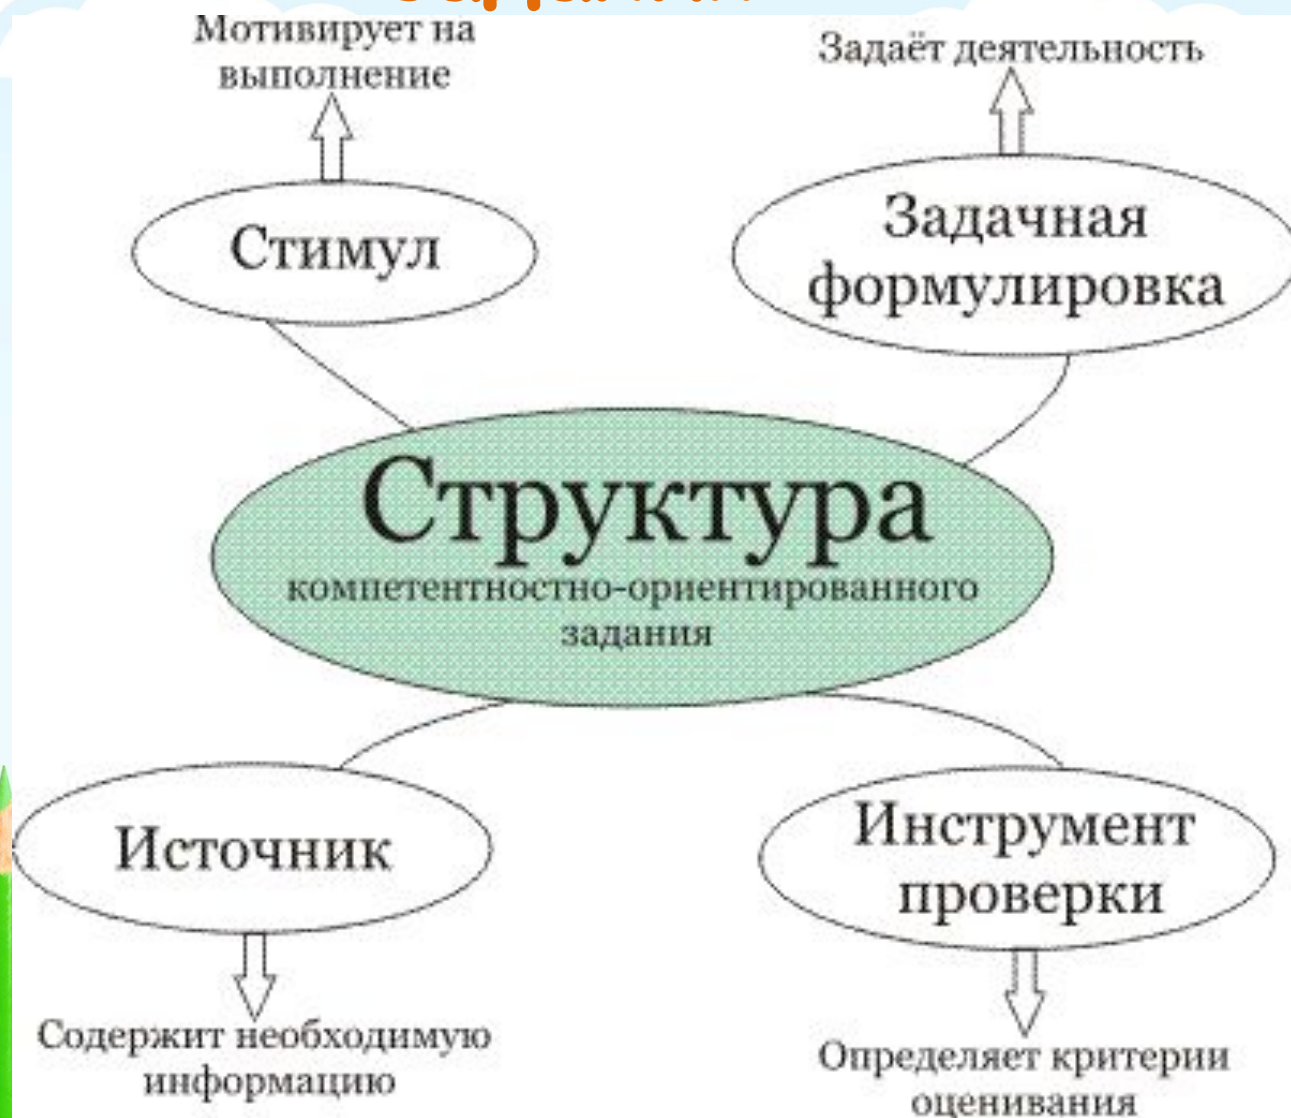 Мотивирует на
выполнение
Задаёт деятельность
Стимул
Задачная
формулировка
Структура
компетентностно-ориентированного
задания
Источник
Инструмент
проверки
Содержит необходимую
информацию
Определяет критерии
оценивания